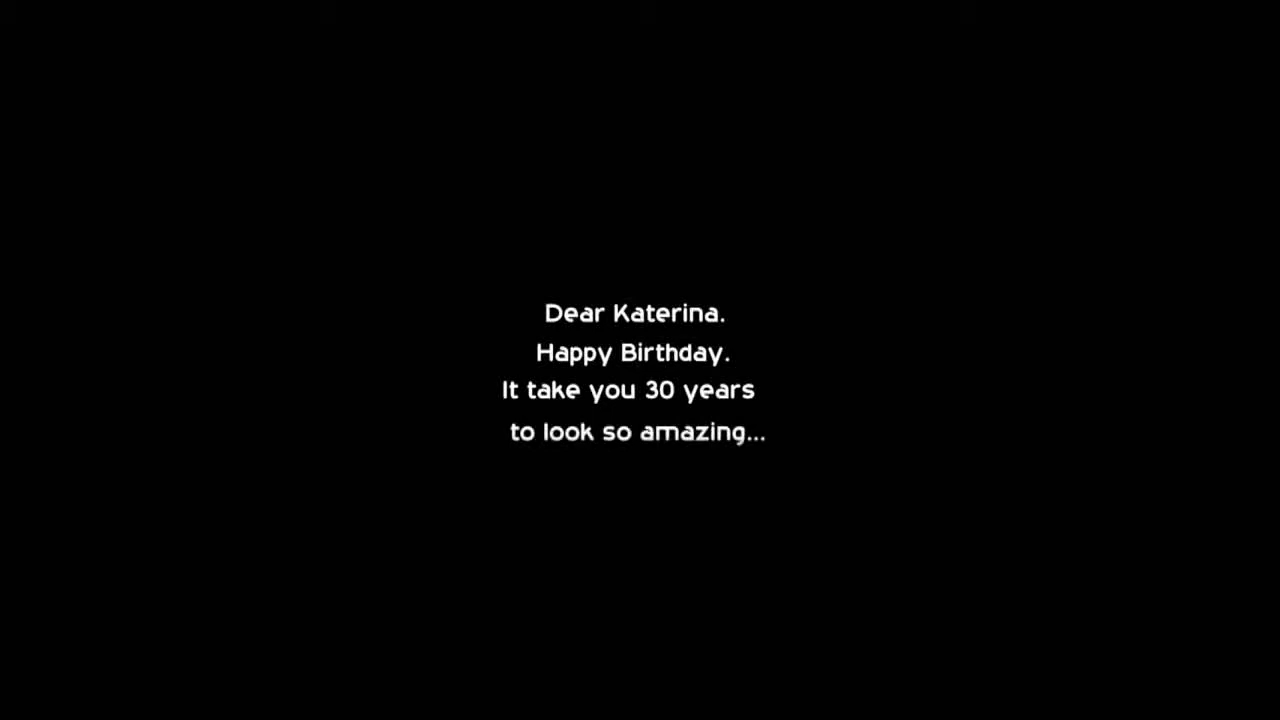 Dear Katerina.
Happy Birthday.
It take you 30 years
to look so amazing...